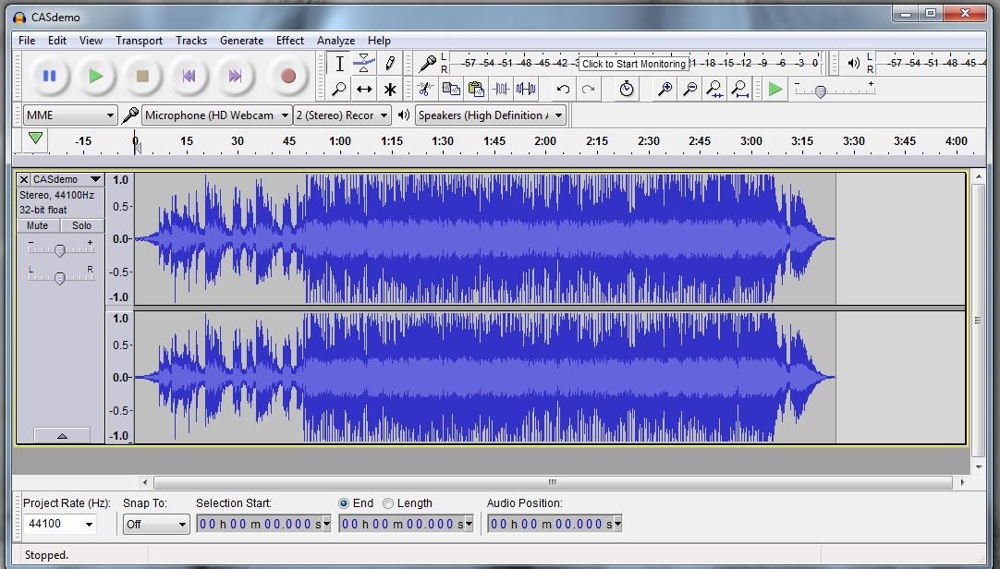 CASdemo
File Edit View Transport Tracks Generate Effect Analyze Help
L
R
-57 -54 -51 -48 -45 -42 -3 Click to Start Monitoring 1 -18 -15 -12 -9 -6 -3 0
L
R
-57 -54 -51 -48 -45 -4
MME
Microphone (HD Webcam
2 (Stereo) Recor
Speakers (High Definition
-15 0 15 30 45 1:00 1:15 1:30 1:45 2:00 2:15 2:30 2:45 3:00 3:15 3:30 3:45 4:00
CASdemo
Stereo, 44100Hz
32-bit float
Mute Solo
- +
L R
1.0
0.5-
0.0-
-0.5-
-1.0
1.0
0.5-
0.0-
-0.5-
-1.0
Project Rate (Hz): Snap To: Selection Start: End Length Audio Position:
44100 Off 00 h 00 m 00.000 s 00 h 00 m 00.000 s 00 h 00 m 00.000 s
Stopped.